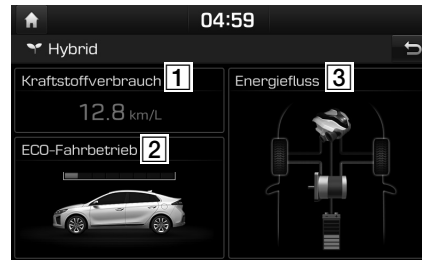 04:59
Hybrid
Kraftstoffverbrauch 1
12.8 km/L
ECO-Fahrbetrieb 2
Energiefluss 3